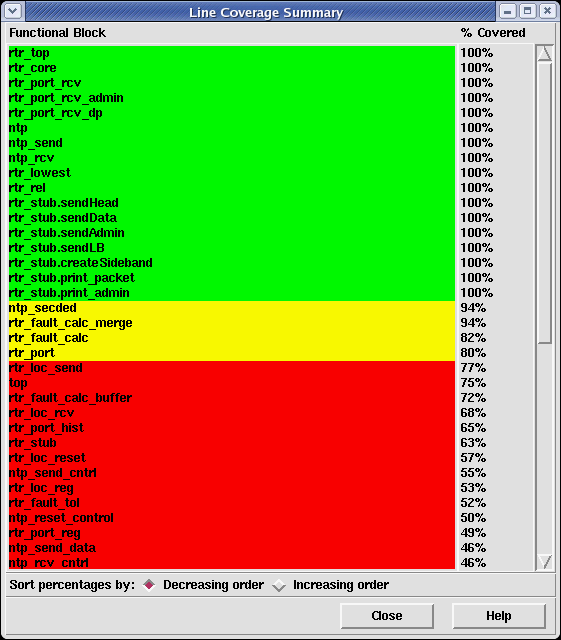 Line Coverage Summary
Functional Block % Covered
rtr_top 100%
rtr_core 100%
rtr_port_rcv 100%
rtr_port_rcv_admin 100%
rtr_port_rcv_dp 100%
ntp 100%
ntp_send 100%
ntp_rcv 100%
rtr_lowest 100%
rtr_rel 100%
rtr_stub.sendHead 100%
rtr_stub.sendData 100%
rtr_stub.sendAdmin 100%
rtr_stub.sendLB 100%
rtr_stub.createSideband 100%
rtr_stub.print_packet 100%
rtr_stub.print_admin 100%
ntp_secded 94%
rtr_fault_calc_merge 94%
rtr_fault_calc 82%
rtr_port 80%
rtr_loc_send 77%
top 75%
rtr_fault_calc_buffer 72%
rtr_loc_rcv 68%
rtr_port_hist 65%
rtr_stub 63%
rtr_loc_reset 57%
ntp_send_cntrl 55%
rtr_loc_reg 53%
rtr_fault_tol 52%
ntp_reset_control 50%
rtr_port_reg 49%
ntp_send_data 46%
ntp_rcv_cntl 46%
Sort percentages by: Decreasing order Increasing order
Close Help